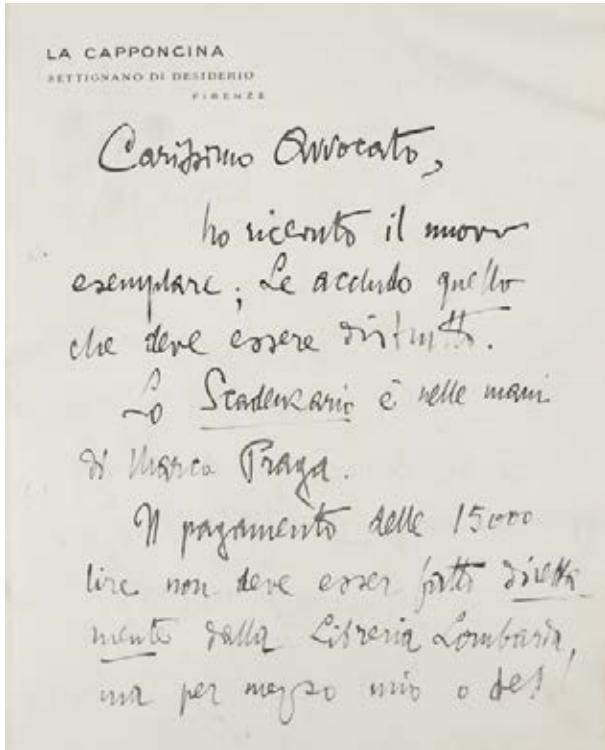 LA CAPPONCINA
SETTIGNANO DI DESIDERIO
FIRENZE
Carissimo Avvocato,
ho ricevuto il nuovo
esemplare; Le accludo quello
che deve essere distrutto.
Lo Scadenzario è nelle mani
di Marco Praga.
Il pagamento delle 15000
lire non deve esser fatto diretta-
mente dalla Libreria Lombarda,
ma per mezzo mio o del